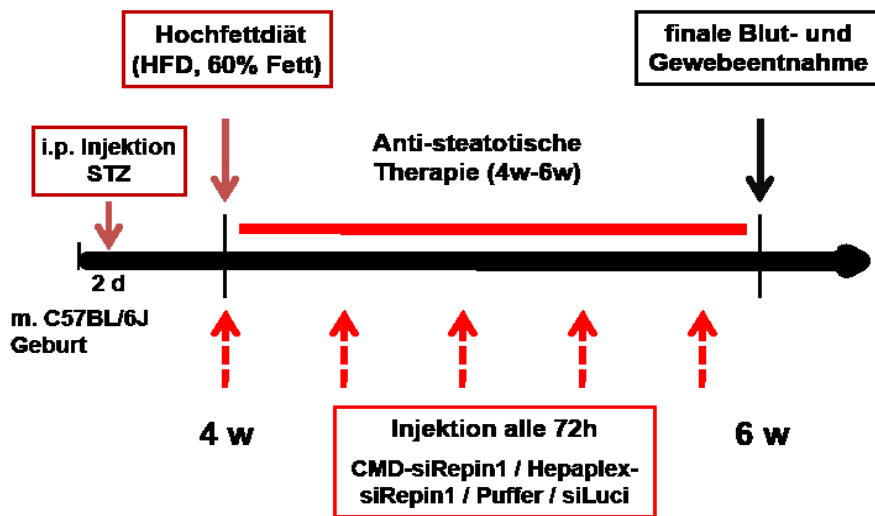 Hochfettdiät
(HFD, 60% Fett)
finale Blut- und
Gewebeentnahme
i.p. Injektion
STZ
Anti-steatotische
Therapie (4w-6w)
2 d
m. C57BL/6J
Geburt
4 w
6 w
Injektion alle 72h
CMD-siRepin1 / Hepaplex-
siRepin1 / Puffer / siLuci